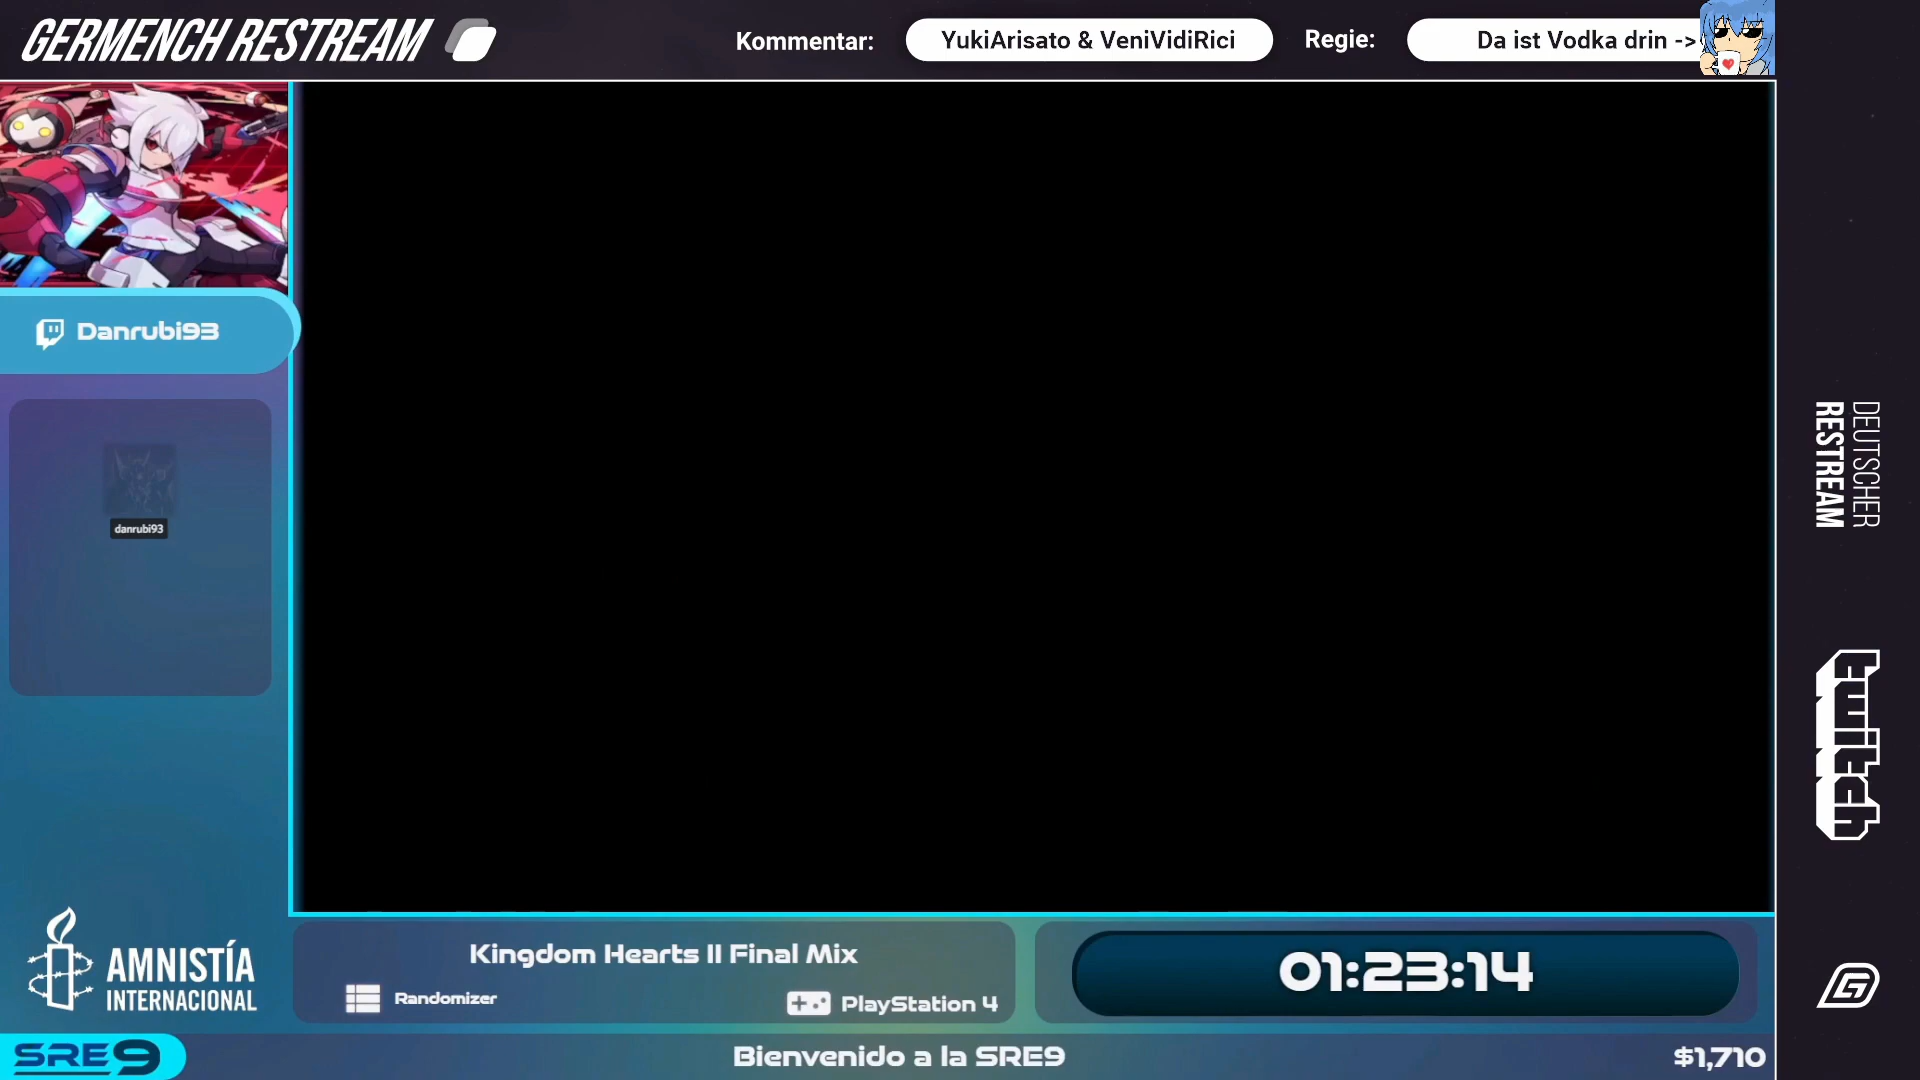 GERMENCH RESTREAM
Kommentar: YukiArisato & VeniVidiRici Regie: Da ist Vodka drin ->
Danrubi93
danrubi93
DEUTSCHER
RESTREAM
twitch
AMNISTÍA
INTERNACIONAL
Kingdom Hearts II Final Mix
Randomizer
PlayStation 4
01:23:14
SRE9
Bienvenido a la SRE9
$1,710